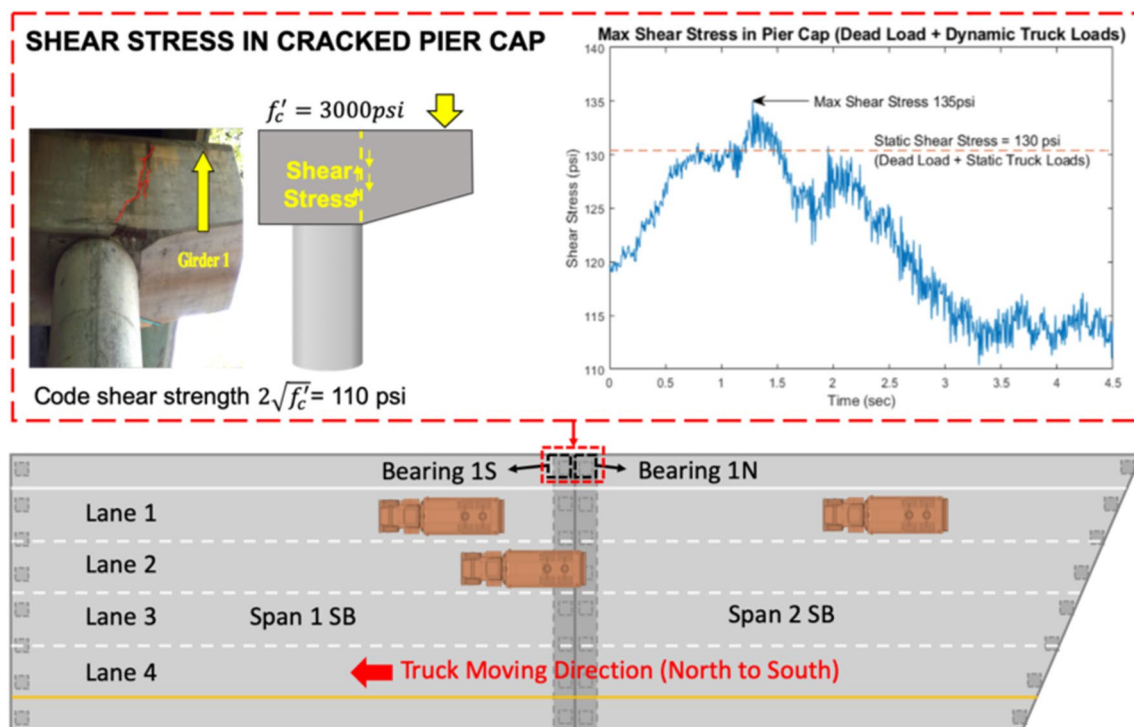 SHEAR STRESS IN CRACKED PIER CAP
f'c = 3000psi
Shear
Stress
Girder 1
Code shear strength 2√f'c = 110 psi
Max Shear Stress in Pier Cap (Dead Load + Dynamic Truck Loads)
140
135
130
125
120
115
110
Shear Stress (psi)
Max Shear Stress 135psi
Static Shear Stress = 130 psi
(Dead Load + Static Truck Loads)
0 0.5 1 1.5 2 2.5 3 3.5 4 4.5
Time (sec)
Bearing 1S
Bearing 1N
Lane 1
Lane 2
Lane 3
Span 1 SB
Span 2 SB
Lane 4
Truck Moving Direction (North to South)